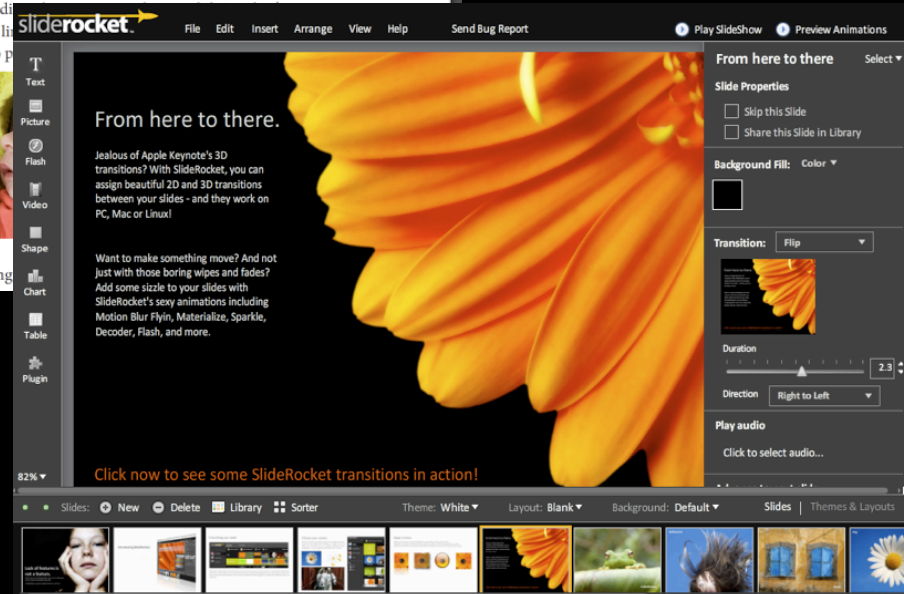 sliderocket
File Edit Insert Arrange View Help Send Bug Report
Play SlideShow Preview Animations
Text
Picture
Flash
Video
Shape
Chart
Table
Plugin
82%
From here to there.
Jealous of Apple Keynote's 3D
transitions? With SlideRocket, you can
assign beautiful 2D and 3D transitions
between your slides - and they work on
PC, Mac or Linux!
Want to make something move? And not
just with those boring wipes and fades?
Add some sizzle to your slides with
SlideRocket's sexy animations including
Motion Blur Flyin, Materialize, Sparkle,
Decoder, Flash, and more.
Click now to see some SlideRocket transitions in action!
From here to there Select
Slide Properties
Skip this Slide
Share this Slide in Library
Background Fill: Color
Transition: Flip
Duration
2.3
Direction Right to Left
Play audio
Click to select audio...
Slides: New Delete Library Sorter Theme: White Layout: Blank Background: Default Slides | Themes & Layouts
Lack of features is
not a feature.